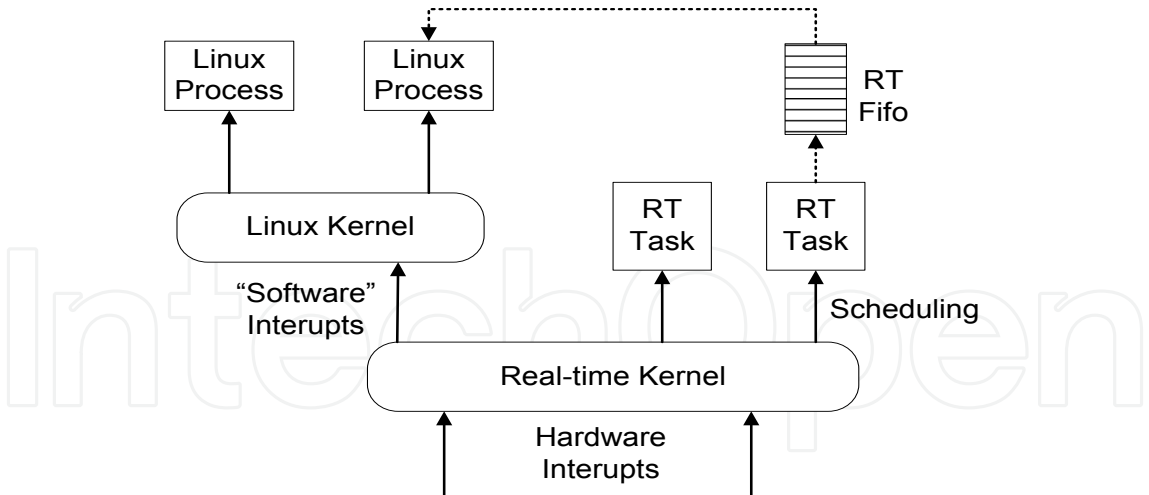 Linux
Process
Linux
Process
RT
Fifo
Linux Kernel
RT
Task
RT
Task
“Software”
Interupts
Scheduling
Real-time Kernel
Hardware
Interupts
IntechOpen